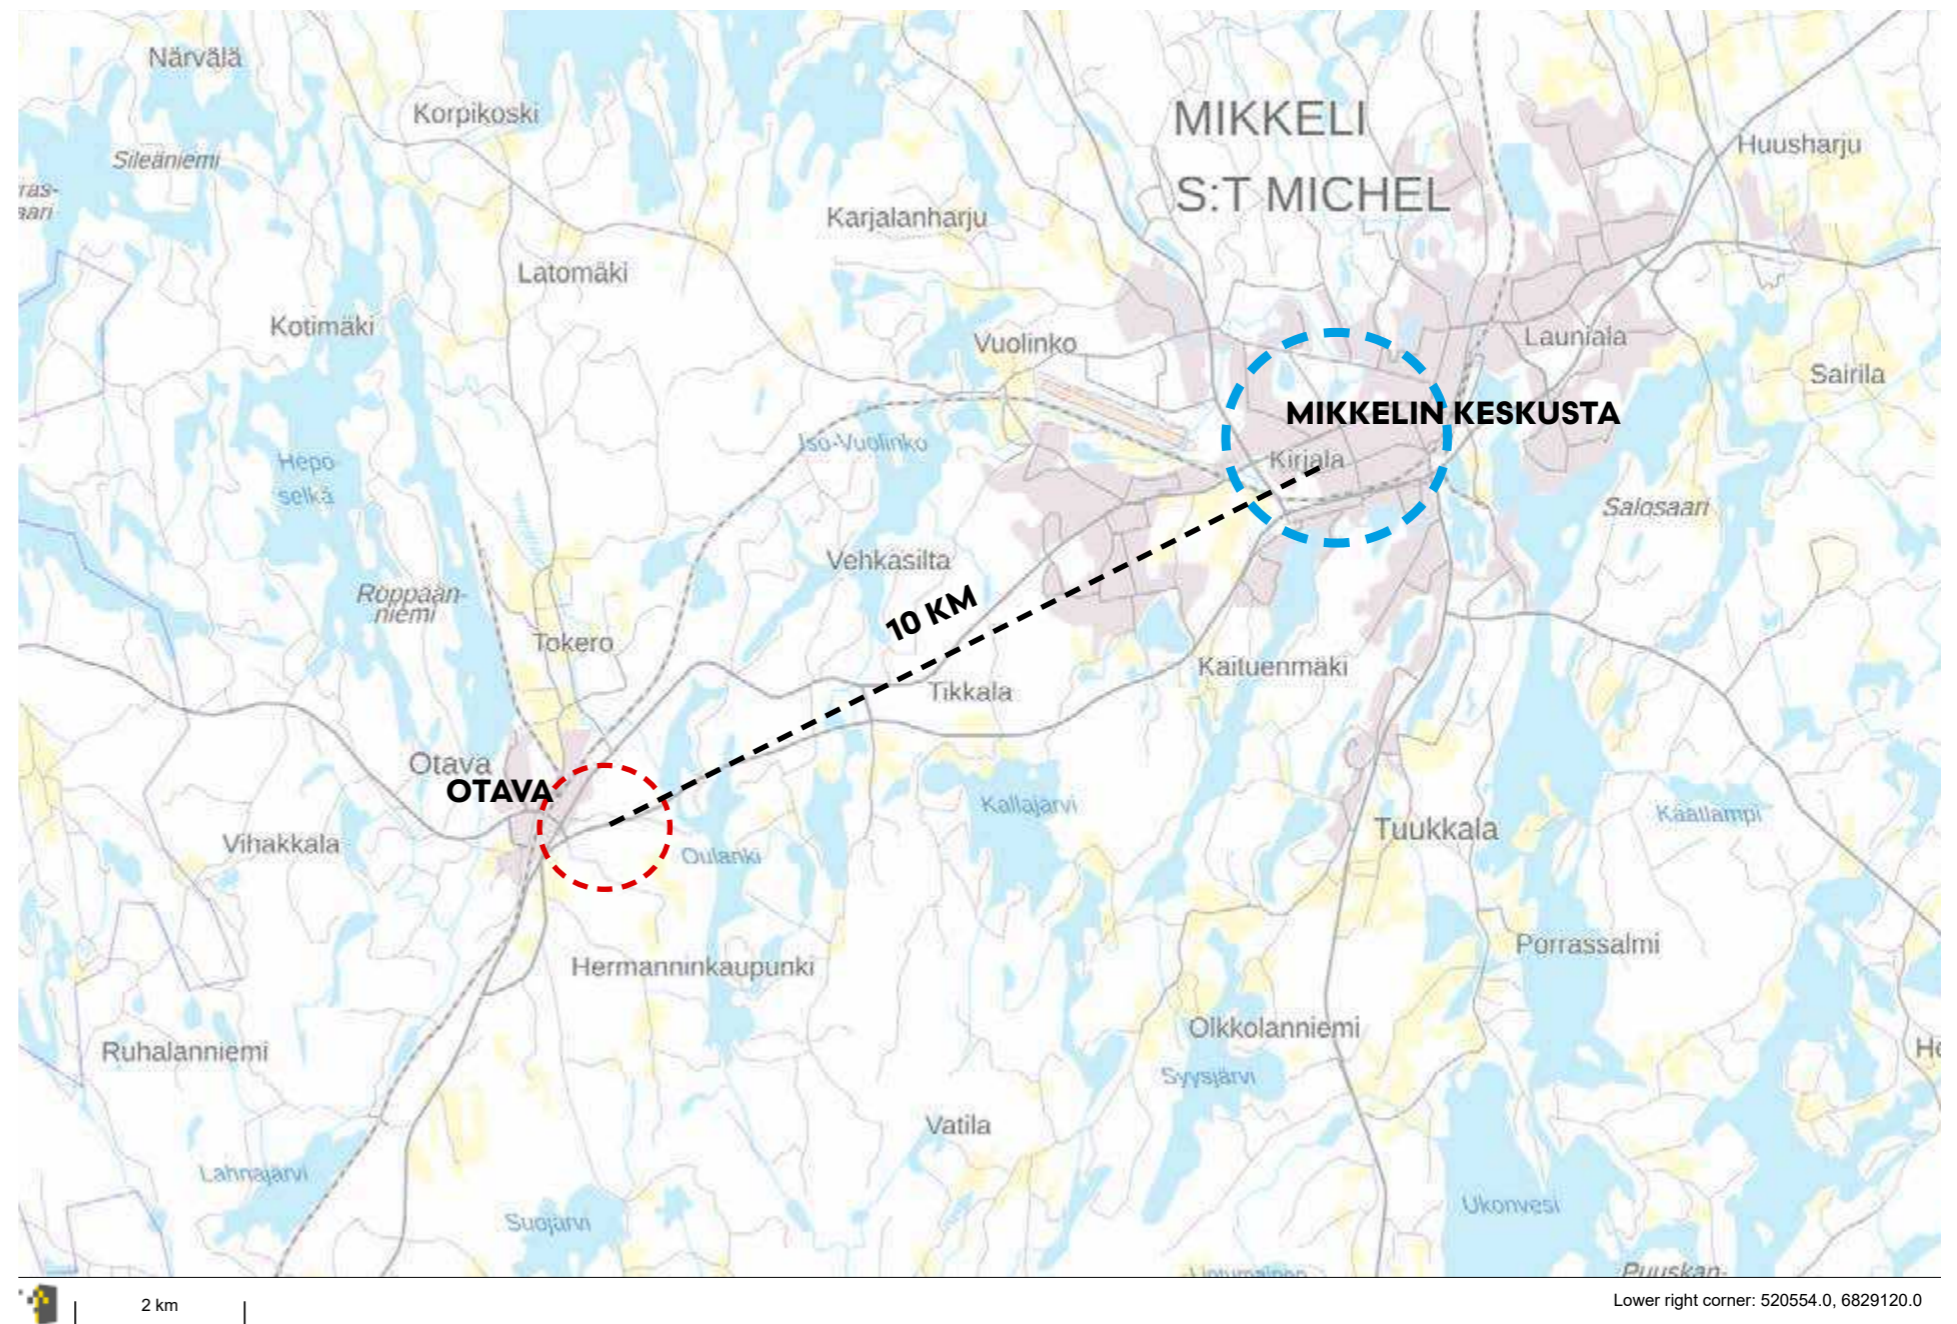 Närvälä
Korpikoski
MIKKELI
Huusharju
Sileäniemi
S:T MICHEL
Karjalanharju
Latomäki
Kotimäki
Vuolinko
Launiala
Sairila
MIKKELIN KESKUSTA
Iso-Vuolinko
Kirjala
Hepo-
selkä
Salosaari
Vehkasilta
Roppaan-
niemi
10 KM
Tokero
Kaituenmäki
Tikkala
Otava
OTAVA
Kallajärvi
Kaatlampi
Tuukkala
Vihakkala
Oulanki
Porrassalmi
Hermanninkaupunki
Olkkolanniemi
Ruhalanniemi
Syysjärvi
Vatila
Lahnajärvi
Ukonvesi
Suojärvi
Puuskan-
2 km
Lower right corner: 520554.0, 6829120.0